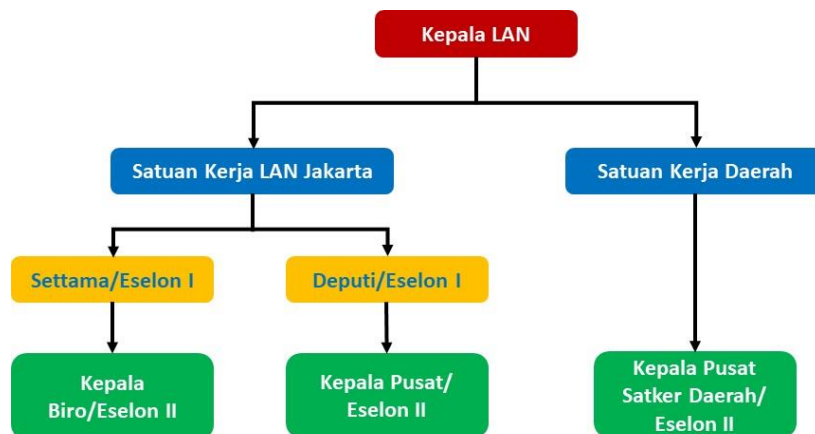 Kepala LAN
Satuan Kerja LAN Jakarta
Satuan Kerja Daerah
Settama/Eselon I
Deputi/Eselon I
Kepala
Biro/Eselon II
Kepala Pusat/
Eselon II
Kepala Pusat
Satker Daerah/
Eselon II